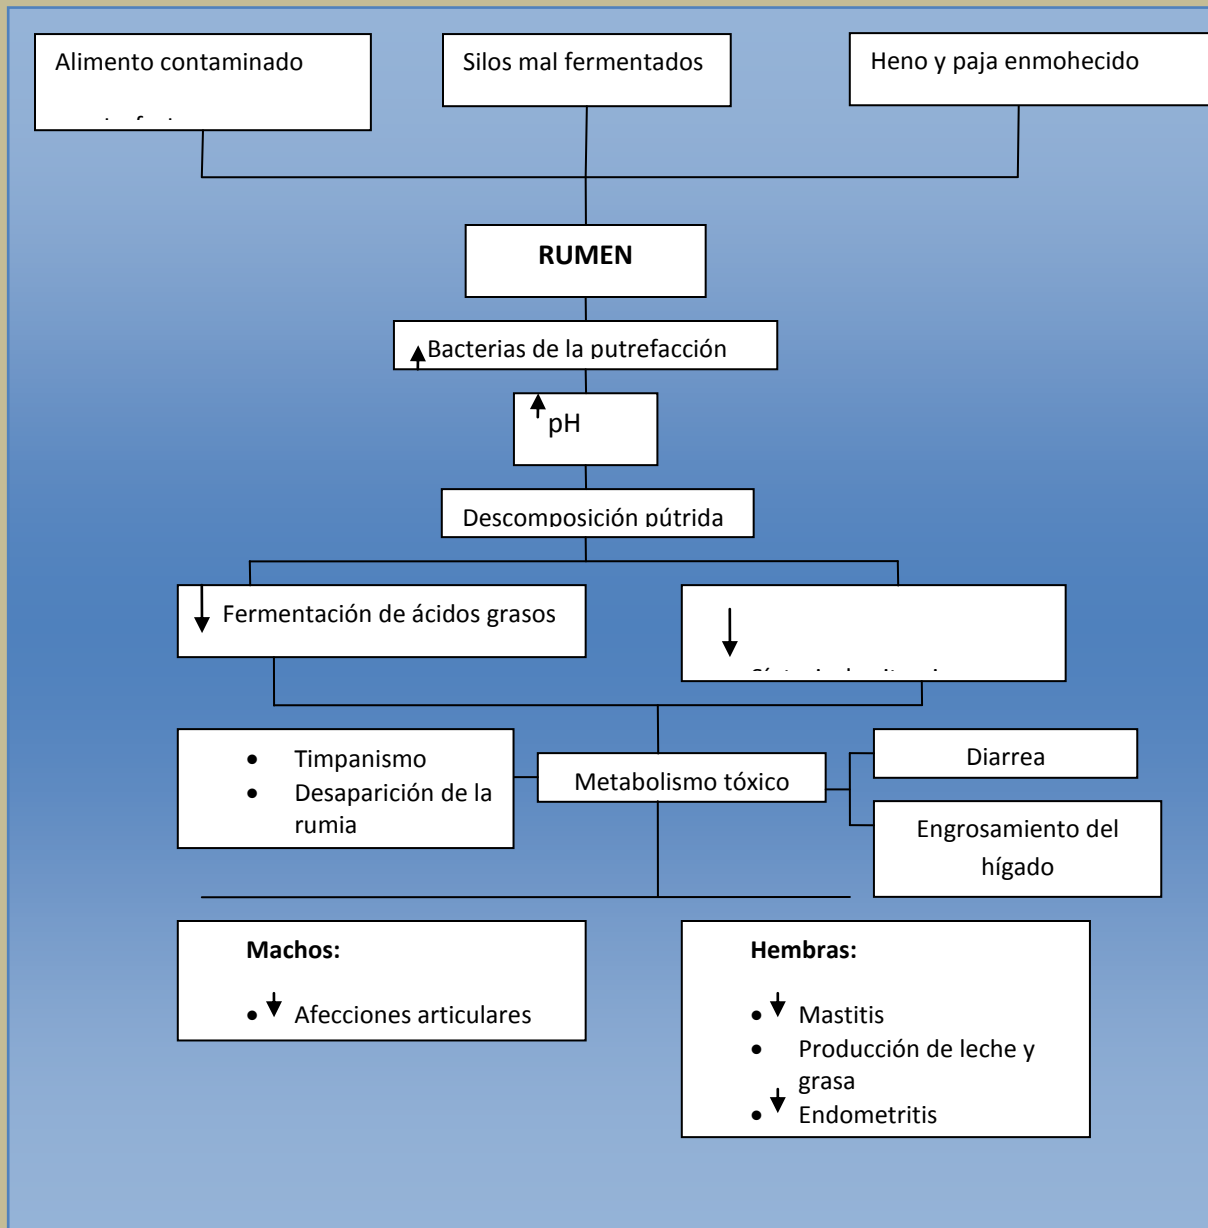 Alimento contaminado
Silos mal fermentados
Heno y paja enmohecido
RUMEN
Bacterias de la putrefacción
pH
Descomposición pútrida
Fermentación de ácidos grasos
• Timpanismo
• Desaparición de la
rumia
Metabolismo tóxico
Diarrea
Engrosamiento del
hígado
Machos:
• Afecciones articulares
Hembras:
• Mastitis
• Producción de leche y
grasa
• Endometritis